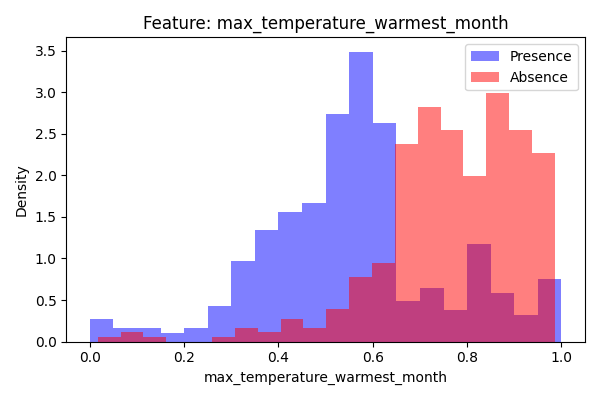 Feature: max_temperature_warmest_month
Presence
Absence
3.5
3.0
2.5
2.0
1.5
1.0
0.5
0.0
Density
0.0 0.2 0.4 0.6 0.8 1.0
max_temperature_warmest_month